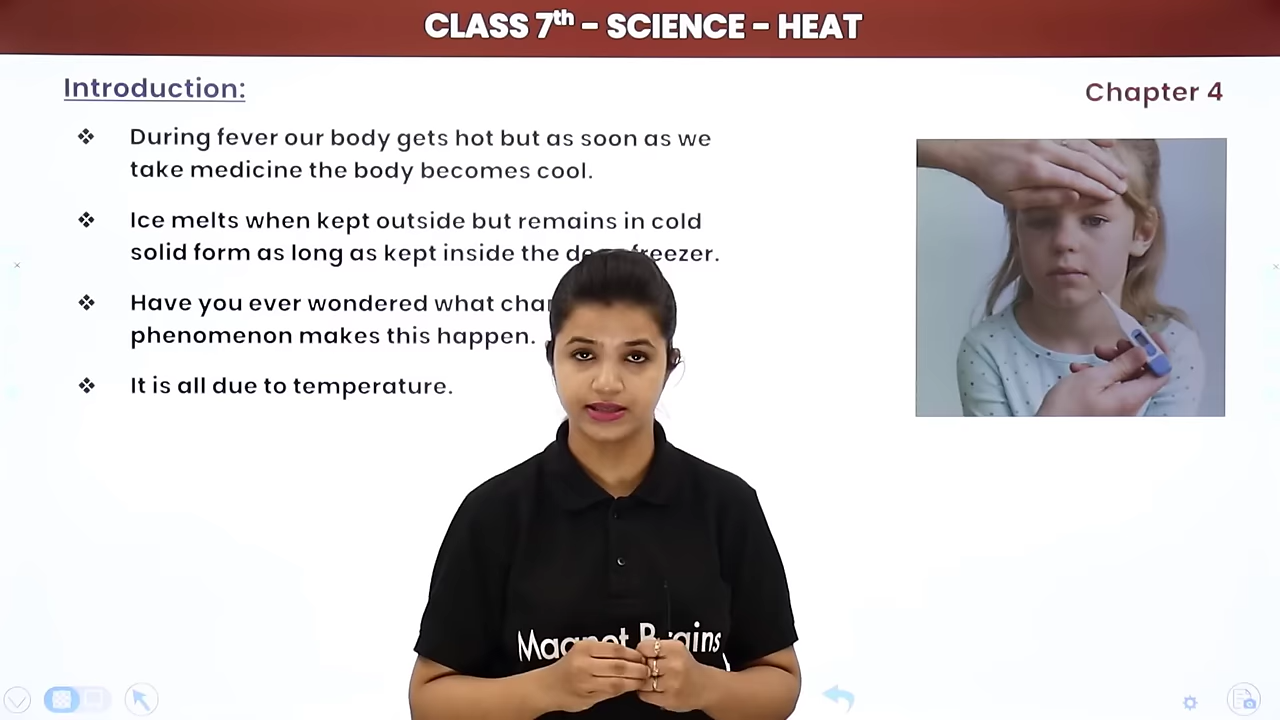 CLASS 7th - SCIENCE - HEAT
Introduction:
Chapter 4
❖ During fever our body gets hot but as soon as we
take medicine the body becomes cool.
❖ Ice melts when kept outside but remains in cold
solid form as long as kept inside the freezer.
❖ Have you ever wondered what
phenomenon makes this happen.
❖ It is all due to temperature.
Magnet Brains